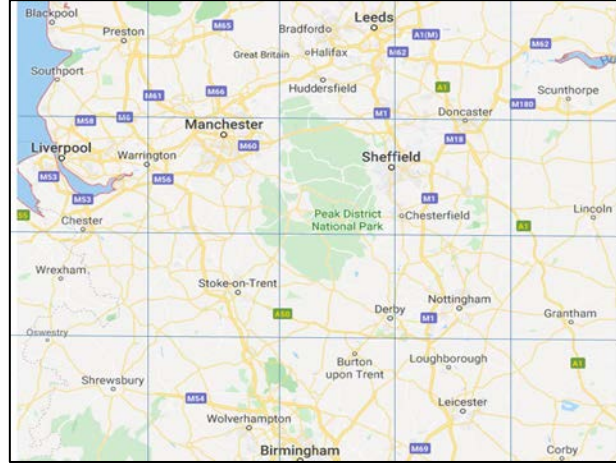 Blackpool
Preston
M65
Bradford
Leeds
A1(M)
M62
Great Britain
Halifax
M62
Southport
M61
M66
Huddersfield
A1
Scunthorpe
M58
M6
Manchester
M1
Doncaster
M180
Liverpool
Warrington
M60
Sheffield
M18
M53
M56
M53
M1
Chester
Peak District
National Park
Chesterfield
Lincoln
A1
Wrexham
Stoke-on-Trent
Nottingham
A50
Derby
M1
Grantham
Oswestry
Burton
upon Trent
Loughborough
A1
Shrewsbury
M54
Leicester
Wolverhampton
Birmingham
M69
Corby